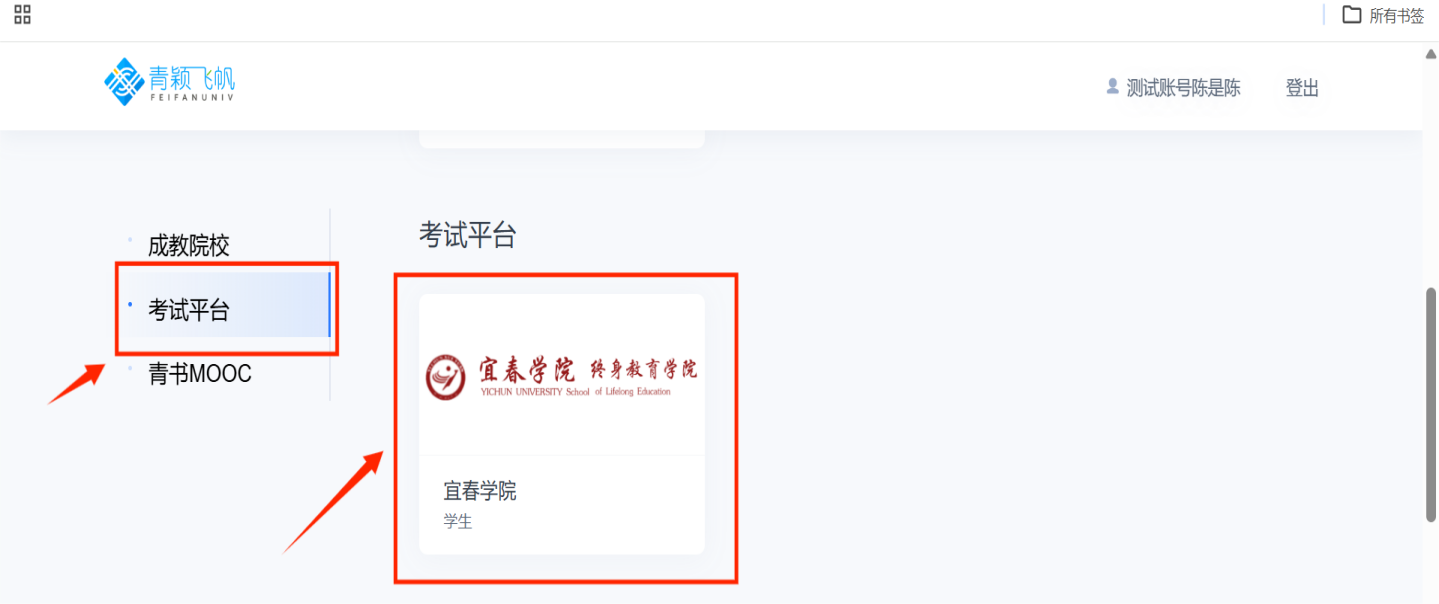 所有书签
青颖飞帆
FEIFANUNIV
测试账号陈是陈 登出
成教院校
考试平台
青书MOOC
考试平台
宜春学院 终身教育学院
YICHUN UNIVERSITY School of Lifelong Education
宜春学院
学生